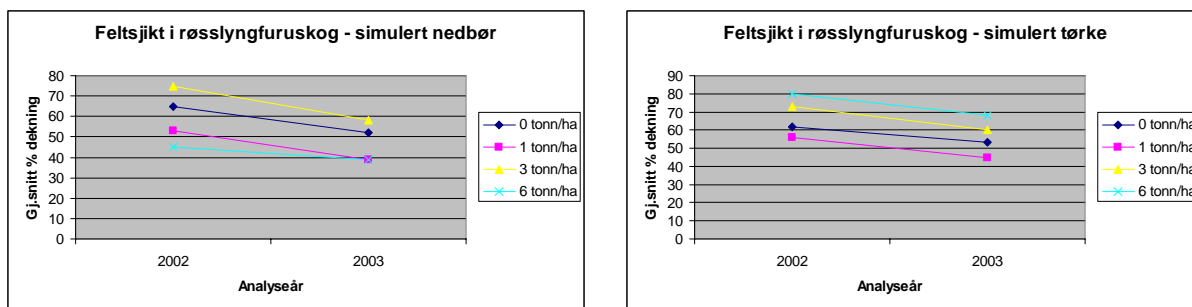 Feltsjikt i røsslyngfuruskog - simulert nedbør
Gj.snitt % dekning
80
70
60
50
40
30
20
10
0
2002
2003
Analyseår
0 tonn/ha
1 tonn/ha
3 tonn/ha
6 tonn/ha
Feltsjikt i røsslyngfuruskog - simulert tørke
Gj.snitt % dekning
90
80
70
60
50
40
30
20
10
0
2002
2003
Analyseår
0 tonn/ha
1 tonn/ha
3 tonn/ha
6 tonn/ha